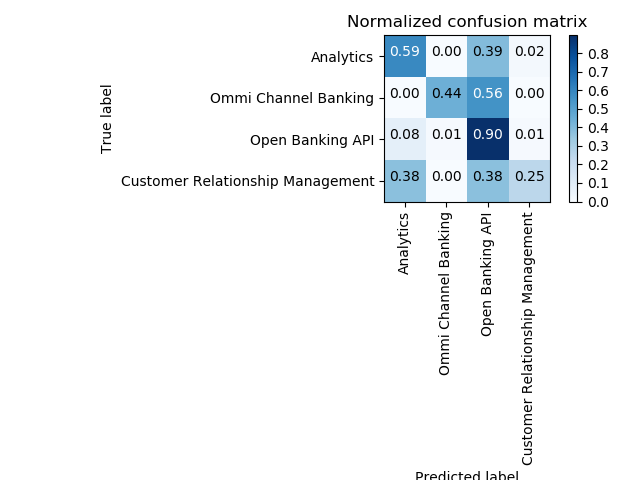 Normalized confusion matrix
True label
Analytics
0.59 0.00 0.39 0.02
Ommi Channel Banking
0.00 0.44 0.56 0.00
Open Banking API
0.08 0.01 0.90 0.01
Customer Relationship Management
0.38 0.00 0.38 0.25
0.8
0.7
0.6
0.5
0.4
0.3
0.2
0.1
0.0
Analytics
Ommi Channel Banking
Open Banking API
Customer Relationship Management
Predicted label